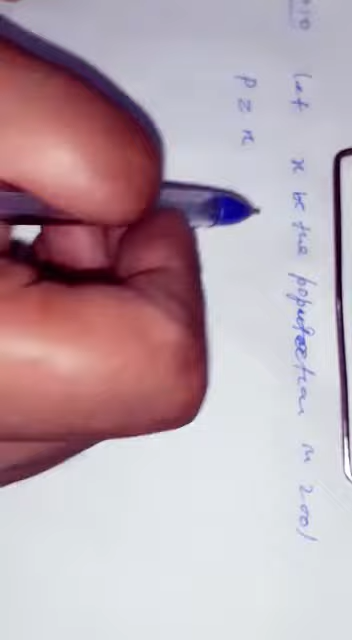 Let x be the population in 2001
P = x